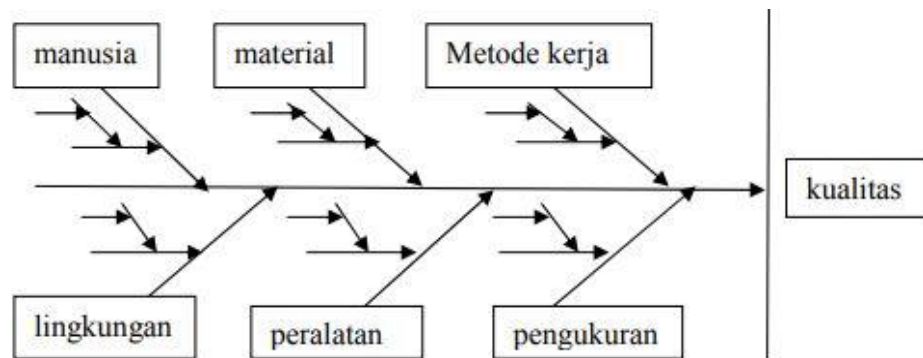 manusia
material
Metode kerja
kualitas
lingkungan
peralatan
pengukuran